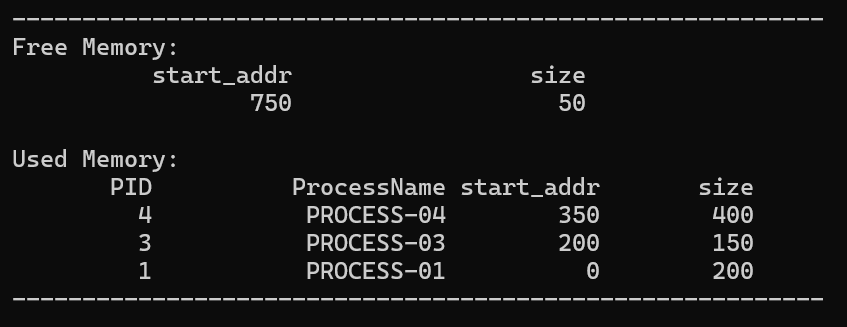 ----------------------------------------------------------
Free Memory:
          start_addr                 size
                 750                   50

Used Memory:
       PID          ProcessName start_addr       size
         4           PROCESS-04        350        400
         3           PROCESS-03        200        150
         1           PROCESS-01          0        200
----------------------------------------------------------